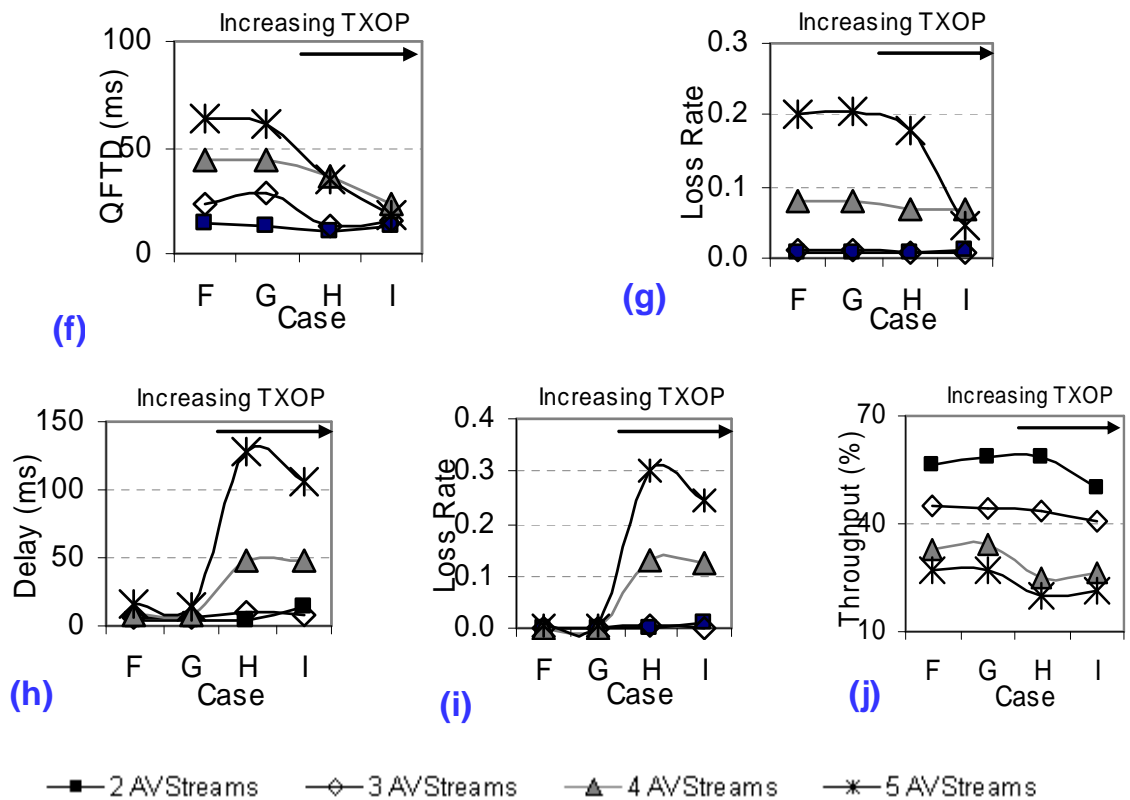 Increasing TXOP
100
50
0
QFTD (ms)
F G H I
Case
(f)
Increasing TXOP
0.3
0.2
0.1
0.0
Loss Rate
F G H I
Case
(g)
Increasing TXOP
150
100
50
0
Delay (ms)
F G H I
Case
(h)
Increasing TXOP
0.4
0.3
0.2
0.1
0.0
Loss Rate
F G H I
Case
(i)
Increasing TXOP
70
40
10
Throughput (%)
F G H I
Case
(j)
2 AVStreams 3 AVStreams 4 AVStreams 5 AVStreams